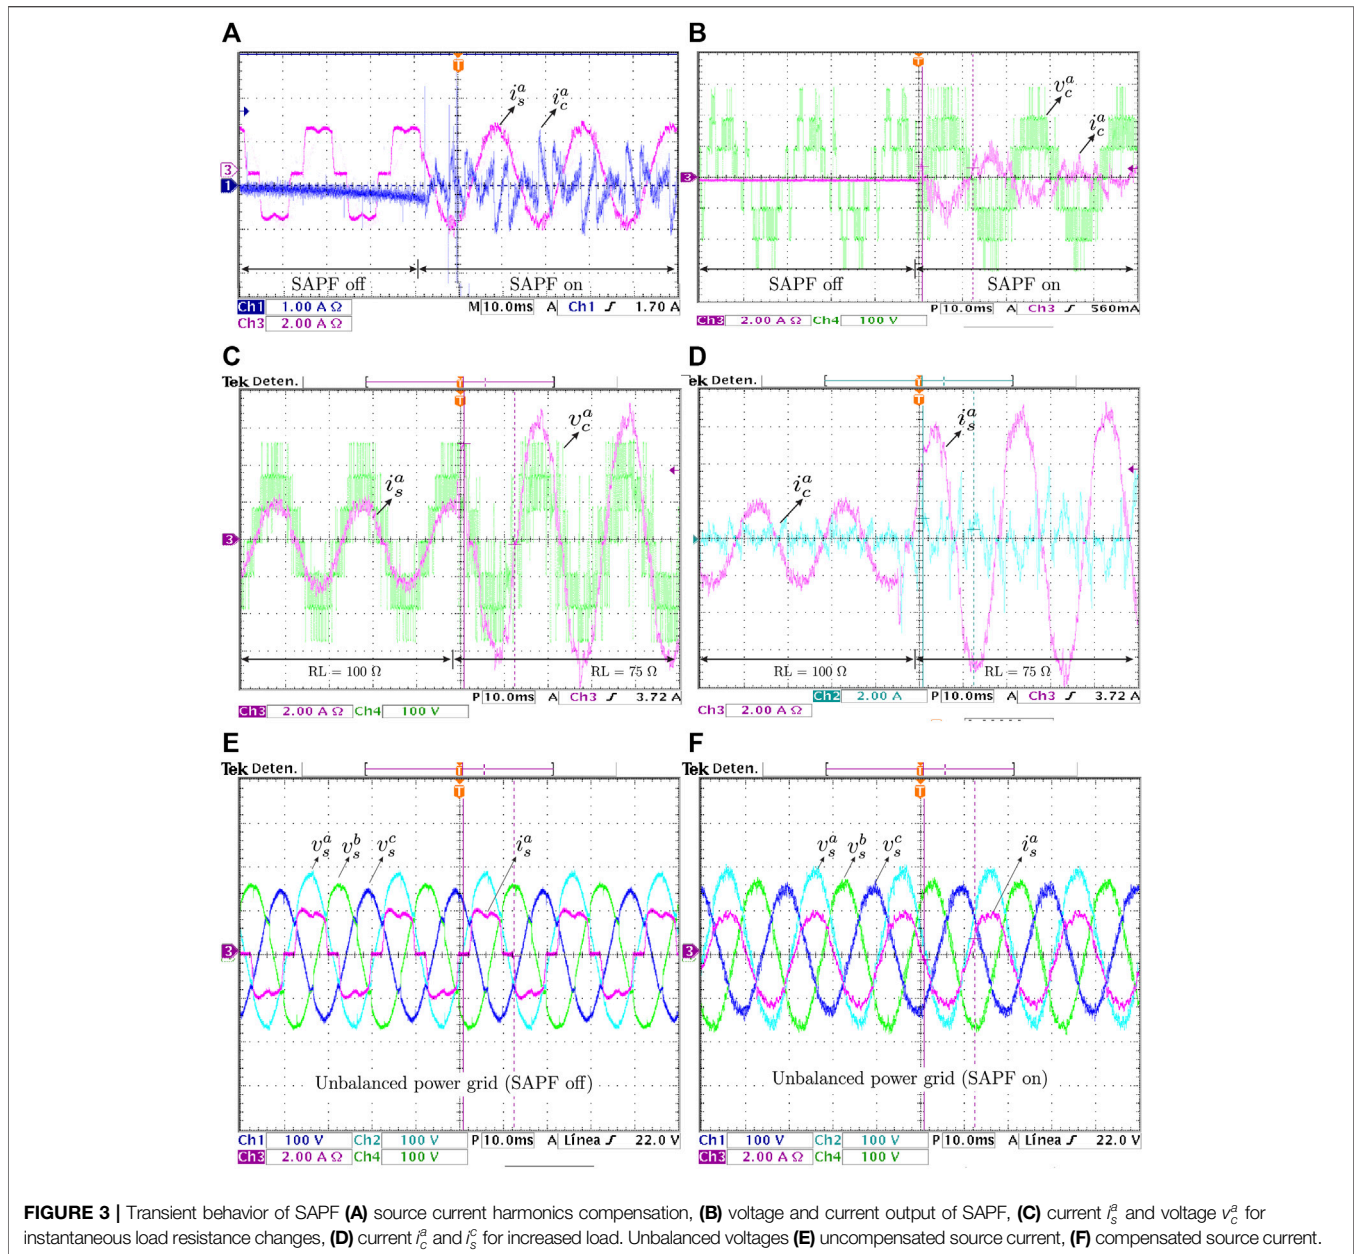 A
i_s^a
i_c^a
T
3
1
SAPF off
SAPF on
Ch1 1.00 A Ω M 10.0ms A Ch1 ƒ 1.70 A
Ch3 2.00 A Ω
B
T
v_c^a
i_c^a
3
SAPF off
SAPF on
P 10.0ms A Ch3 ƒ 560mA
Ch3 2.00 A Ω Ch4 100 V
C
Tek Deten.
T
T
v_c^a
i_s^a
3
RL = 100 Ω
RL = 75 Ω
P 10.0ms A Ch3 ƒ 3.72 A
Ch3 2.00 A Ω Ch4 100 V
D
ek Deten.
T
T
i_s^a
i_c^a
RL = 100 Ω
RL = 75 Ω
Ch2 2.00 A P 10.0ms A Ch3 ƒ 3.72 A
Ch3 2.00 A Ω
E
Tek Deten.
T
T
v_s^a v_s^b v_s^c i_s^a
3
Unbalanced power grid (SAPF off)
Ch1 100 V Ch2 100 V P 10.0ms A Línea ƒ 22.0 V
Ch3 2.00 A Ω Ch4 100 V
F
Tek Deten.
T
T
v_s^a v_s^b v_s^c i_s^a
3
Unbalanced power grid (SAPF on)
Ch1 100 V Ch2 100 V P 10.0ms A Línea ƒ 22.0 V
Ch3 2.00 A Ω Ch4 100 V
FIGURE 3 | Transient behavior of SAPF (A) source current harmonics compensation, (B) voltage and current output of SAPF, (C) current i_s^a and voltage v_c^a for
instantaneous load resistance changes, (D) current i_c^a and i_s^c for increased load. Unbalanced voltages (E) uncompensated source current, (F) compensated source current.